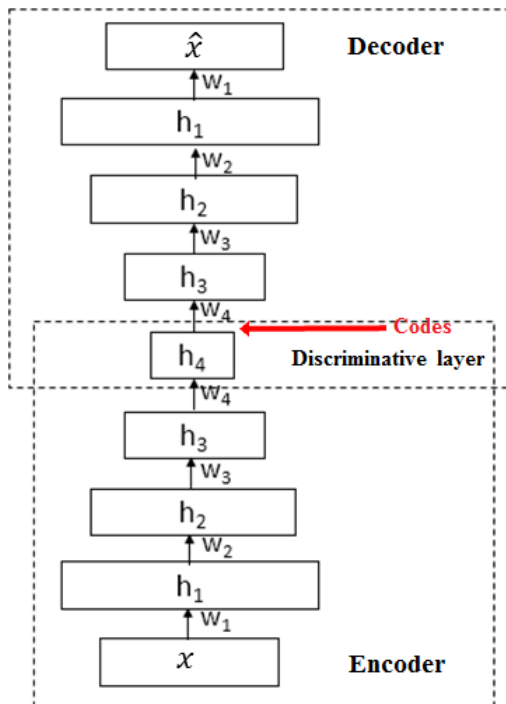 x̂
Decoder
w₁
h₁
w₂
h₂
w₃
h₃
w₄
Codes
h₄
Discriminative layer
w₄
h₃
w₃
h₂
w₂
h₁
w₁
x
Encoder